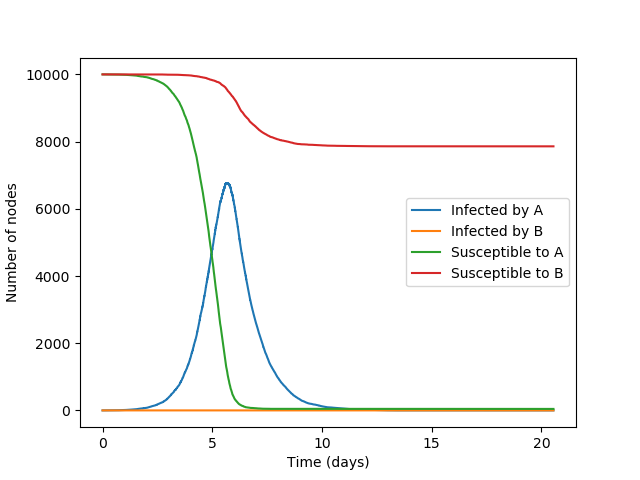 10000
8000
6000
4000
2000
0
Number of nodes
Infected by A
Infected by B
Susceptible to A
Susceptible to B
0 5 10 15 20
Time (days)